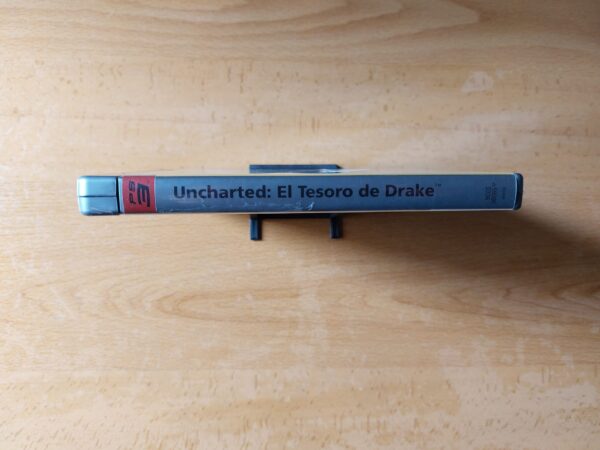 PS3
Uncharted: El Tesoro de Drake™